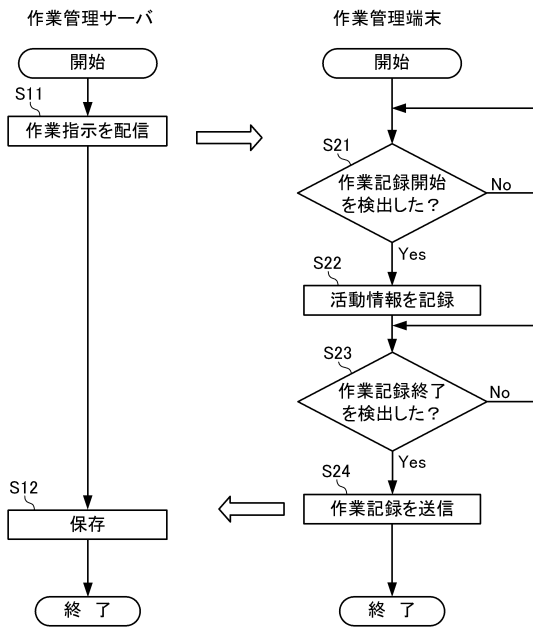 作業管理サーバ
作業管理端末
開始
開始
S11
作業指示を配信
S21
作業記録開始
を検出した?
No
Yes
S22
活動情報を記録
S23
作業記録終了
を検出した?
No
Yes
S24
作業記録を送信
S12
保存
終 了
終 了